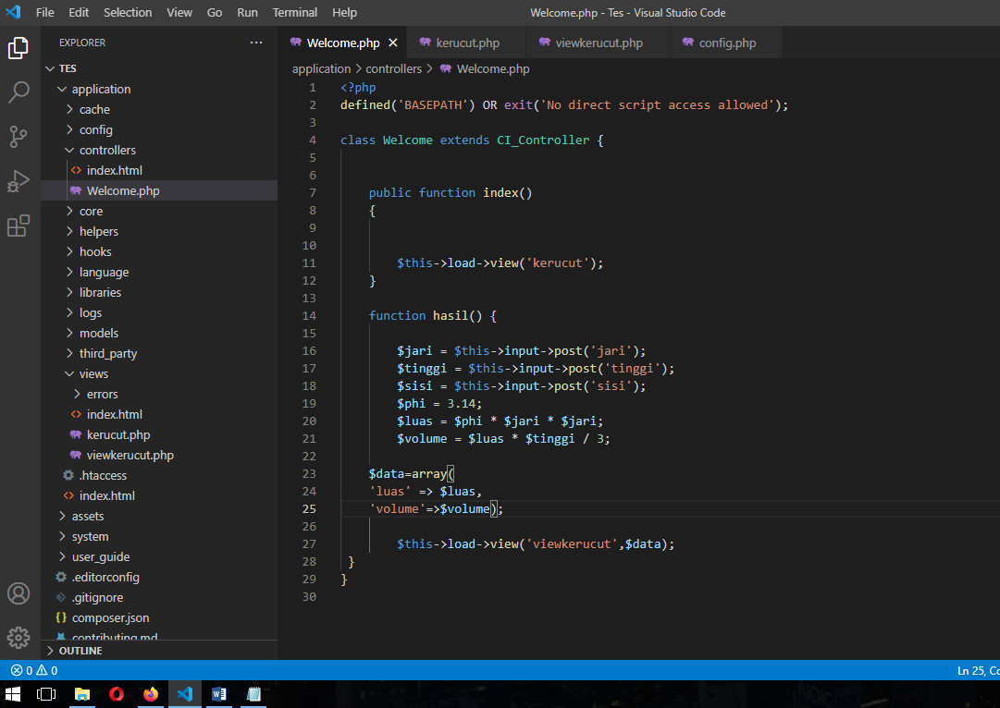 File Edit Selection View Go Run Terminal Help Welcome.php - Tes - Visual Studio Code
EXPLORER ...
TES
application
cache
config
controllers
index.html
Welcome.php
core
helpers
hooks
language
libraries
logs
models
third_party
views
errors
index.html
kerucut.php
viewkerucut.php
.htaccess
index.html
assets
system
user_guide
.editorconfig
.gitignore
composer.json
contributing.md
OUTLINE
Welcome.php kerucut.php viewkerucut.php config.php
application > controllers > Welcome.php
1 <?php
2 defined('BASEPATH') OR exit('No direct script access allowed');
3
4 class Welcome extends CI_Controller {
5
6
7 public function index()
8 {
9
10
11 $this->load->view('kerucut');
12 }
13
14 function hasil() {
15
16 $jari = $this->input->post('jari');
17 $tinggi = $this->input->post('tinggi');
18 $sisi = $this->input->post('sisi');
19 $phi = 3.14;
20 $luas = $phi * $jari * $jari;
21 $volume = $luas * $tinggi / 3;
22
23 $data=array(
24 'luas' => $luas,
25 'volume'=>$volume);
26
27 $this->load->view('viewkerucut',$data);
28 }
29 }
30
0 0 Ln 25, Co